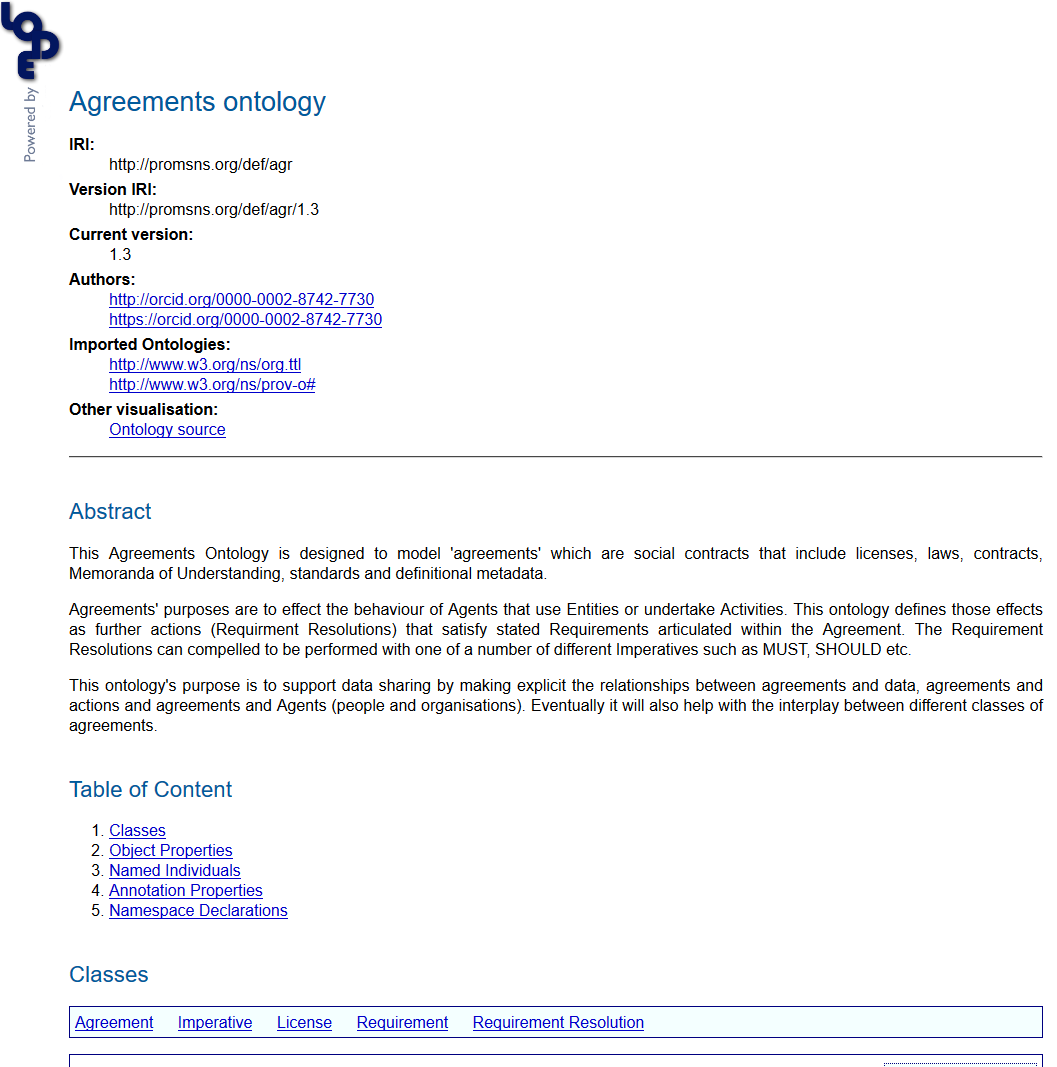 LODE
Powered by
Agreements ontology
IRI:
http://promsns.org/def/agr
Version IRI:
http://promsns.org/def/agr/1.3
Current version:
1.3
Authors:
http://orcid.org/0000-0002-8742-7730
https://orcid.org/0000-0002-8742-7730
Imported Ontologies:
http://www.w3.org/ns/org.ttl
http://www.w3.org/ns/prov-o#
Other visualisation:
Ontology source
Abstract
This Agreements Ontology is designed to model 'agreements' which are social contracts that include licenses, laws, contracts,
Memoranda of Understanding, standards and definitional metadata.
Agreements' purposes are to effect the behaviour of Agents that use Entities or undertake Activities. This ontology defines those effects
as further actions (Requirment Resolutions) that satisfy stated Requirements articulated within the Agreement. The Requirement
Resolutions can compelled to be performed with one of a number of different Imperatives such as MUST, SHOULD etc.
This ontology's purpose is to support data sharing by making explicit the relationships between agreements and data, agreements and
actions and agreements and Agents (people and organisations). Eventually it will also help with the interplay between different classes of
agreements.
Table of Content
1. Classes
2. Object Properties
3. Named Individuals
4. Annotation Properties
5. Namespace Declarations
Classes
Agreement Imperative License Requirement Requirement Resolution